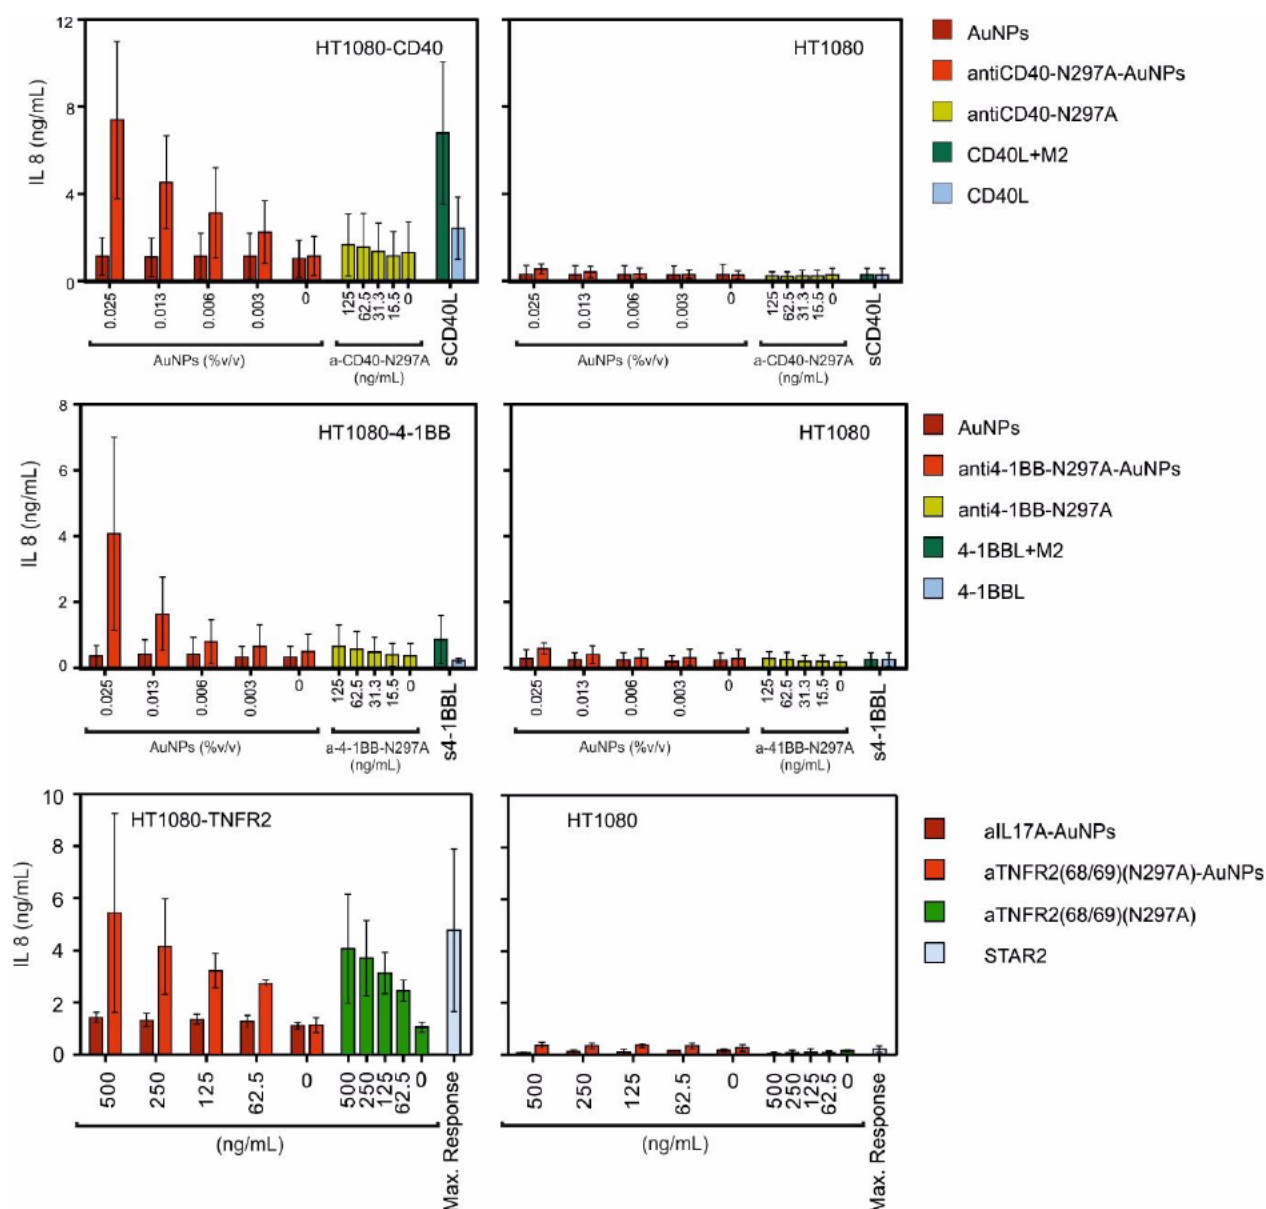 12
8
4
0
IL 8 (ng/mL)
HT1080-CD40
HT1080
0.025
0.013
0.006
0.003
0
125
62.5
31.3
15.5
0
sCD40L
AuNPs (%v/v)
a-CD40-N297A
(ng/mL)
0.025
0.013
0.006
0.003
0
125
62.5
31.3
15.5
0
sCD40L
AuNPs (%v/v)
a-CD40-N297A
(ng/mL)
AuNPs
antiCD40-N297A-AuNPs
antiCD40-N297A
CD40L+M2
CD40L
8
6
4
2
0
IL 8 (ng/mL)
HT1080-4-1BB
HT1080
0.025
0.013
0.006
0.003
0
125
62.5
31.3
15.5
0
s4-1BBL
AuNPs (%v/v)
a-4-1BB-N297A
(ng/mL)
0.025
0.013
0.006
0.003
0
125
62.5
31.3
15.5
0
s4-1BBL
AuNPs (%v/v)
a-41BB-N297A
(ng/mL)
AuNPs
anti4-1BB-N297A-AuNPs
anti4-1BB-N297A
4-1BBL+M2
4-1BBL
10
8
6
4
2
0
IL 8 (ng/mL)
HT1080-TNFR2
HT1080
500
250
125
62.5
0
500
250
125
62.5
0
Max. Response
(ng/mL)
500
250
125
62.5
0
500
250
125
62.5
0
Max. Response
(ng/mL)
aIL17A-AuNPs
aTNFR2(68/69)(N297A)-AuNPs
aTNFR2(68/69)(N297A)
STAR2